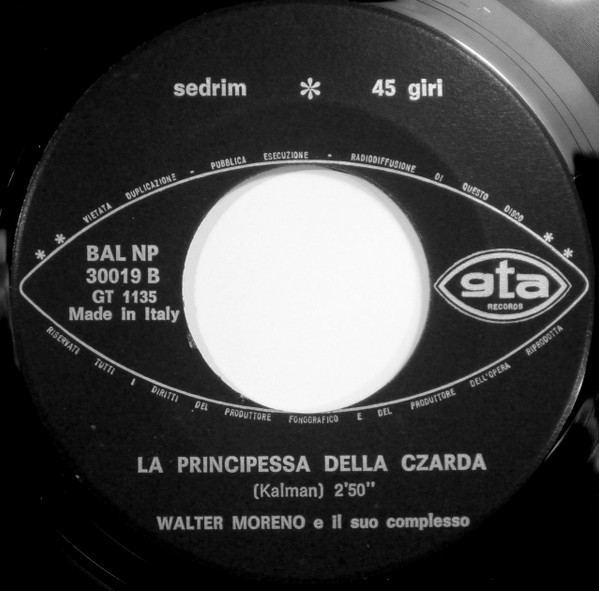 sedrim * 45 giri
* * VIETATA DUPLICAZIONE - PUBBLICA ESECUZIONE - RADIODIFFUSIONE DI QUESTO DISCO * *
BAL NP
30019 B
GT 1135
Made in Italy
gta
RECORDS
RISERVATI TUTTI I DIRITTI DEL PRODUTTORE FONOGRAFICO E DEL PRODUTTORE DELL'OPERA RIPRODOTTA
LA PRINCIPESSA DELLA CZARDA
(Kalman) 2'50"
WALTER MORENO e il suo complesso